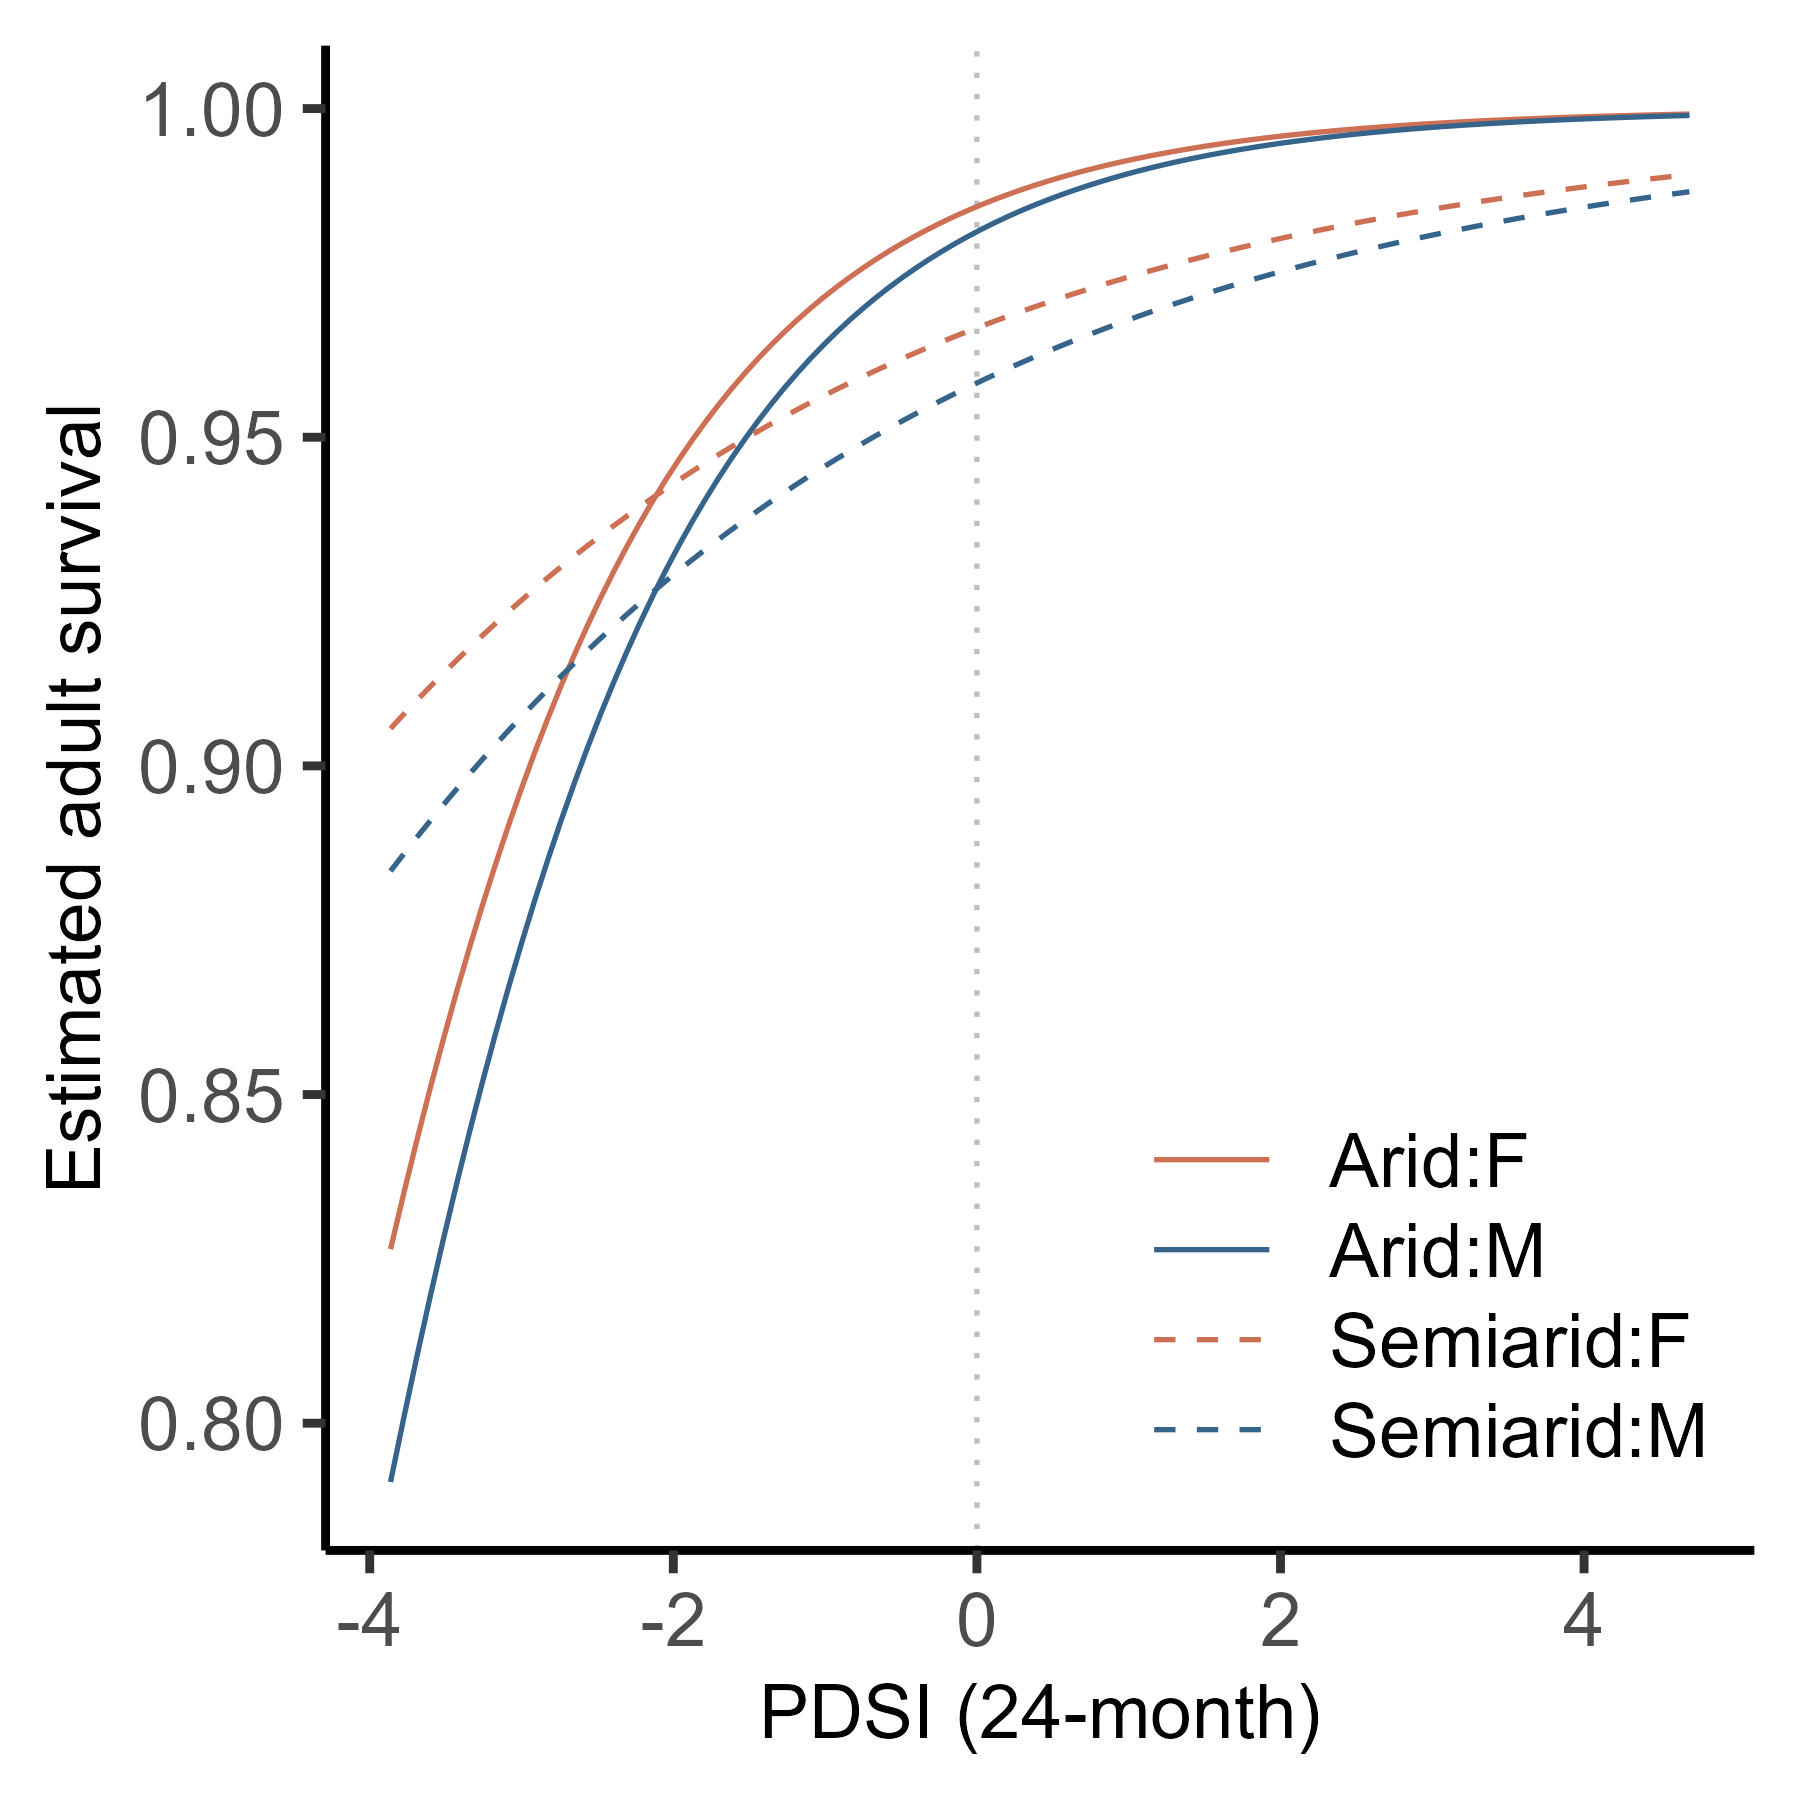 1.00
0.95
0.90
0.85
0.80
Estimated adult survival
Arid:F
Arid:M
Semiarid:F
Semiarid:M
-4 -2 0 2 4
PDSI (24-month)